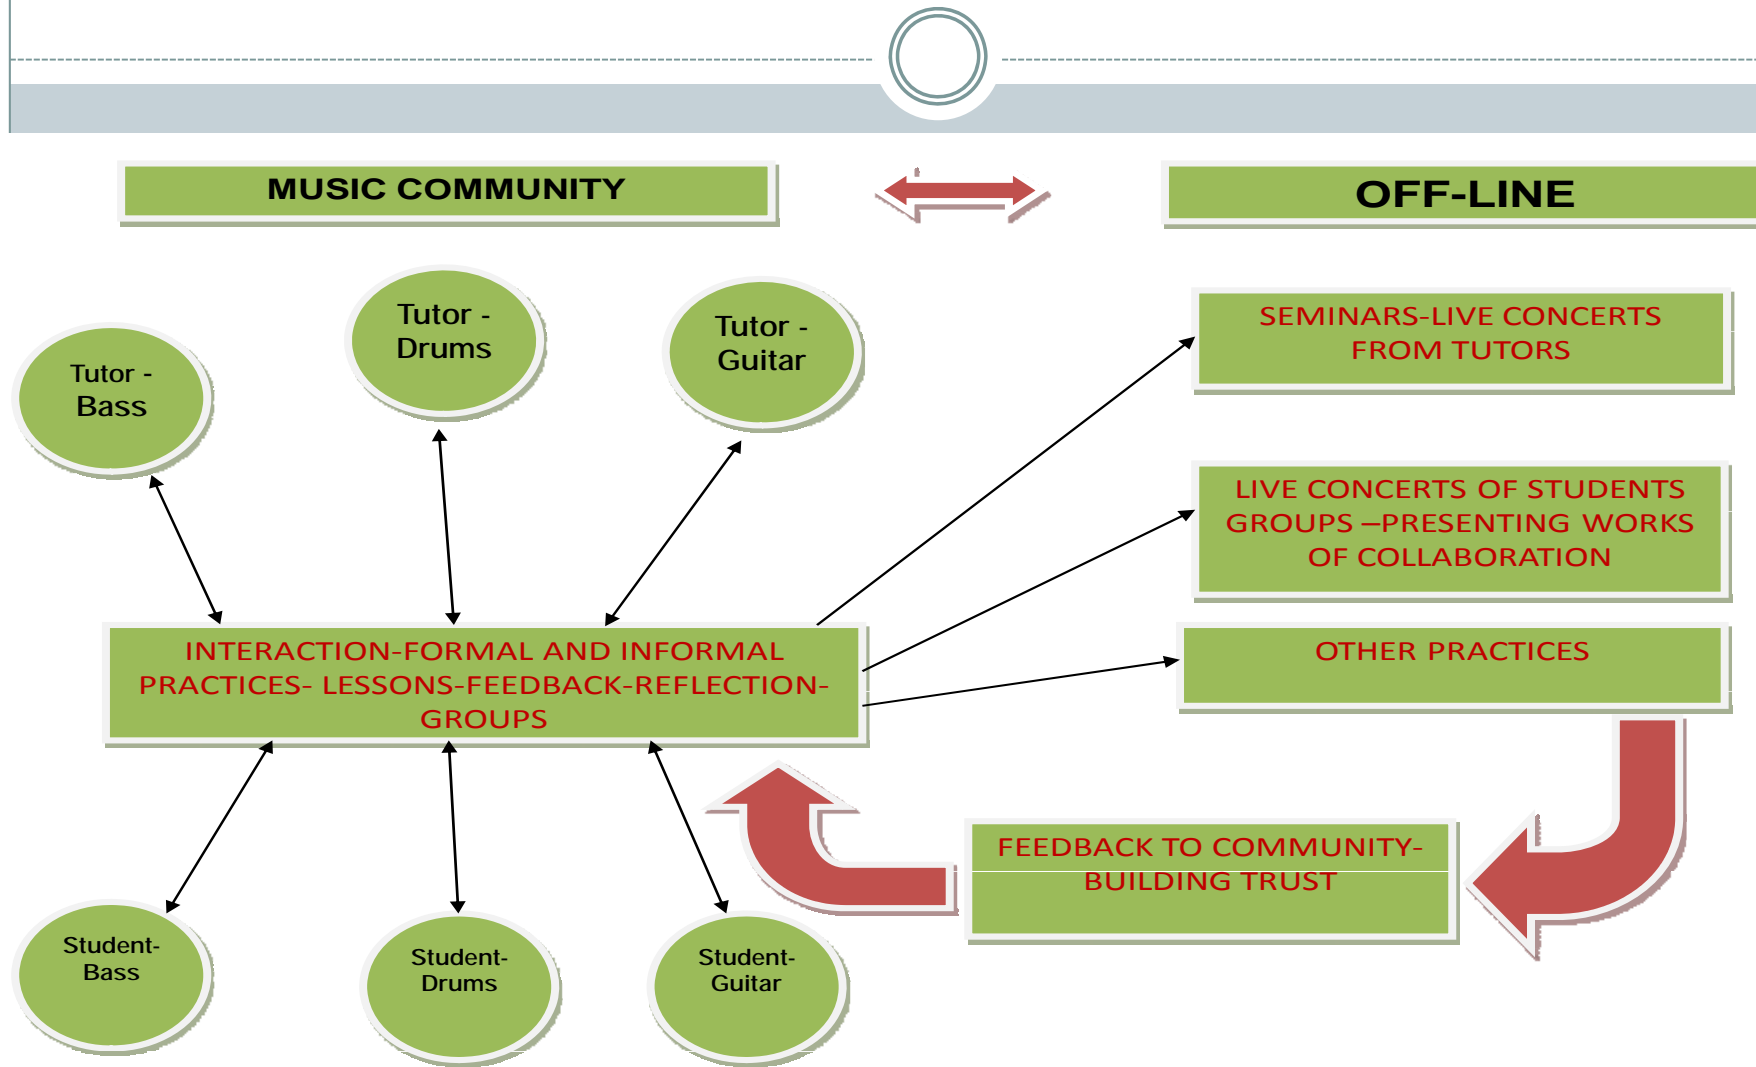 MUSIC COMMUNITY
OFF-LINE
Tutor -
Bass
Tutor -
Drums
Tutor -
Guitar
SEMINARS-LIVE CONCERTS
FROM TUTORS
LIVE CONCERTS OF STUDENTS
GROUPS –PRESENTING WORKS
OF COLLABORATION
INTERACTION-FORMAL AND INFORMAL
PRACTICES- LESSONS-FEEDBACK-REFLECTION-
GROUPS
OTHER PRACTICES
FEEDBACK TO COMMUNITY-
BUILDING TRUST
Student-
Bass
Student-
Drums
Student-
Guitar